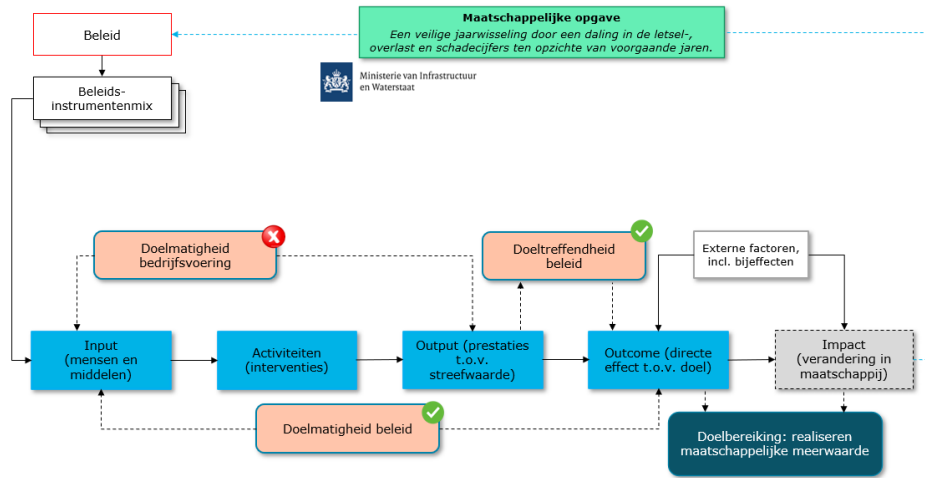 Beleid
Maatschappelijke opgave
Een veilige jaarwisseling door een daling in de letsel-,
overlast en schadecijfers ten opzichte van voorgaande jaren.
Ministerie van Infrastructuur
en Waterstaat
Beleids-
instrumentenmix
Doelmatigheid
bedrijfsvoering
Doeltreffendheid
beleid
Externe factoren,
incl. bijeffecten
Input
(mensen en
middelen)
Activiteiten
(interventies)
Output (prestaties
t.o.v.
streefwaarde)
Outcome (directe
effect t.o.v. doel)
Impact
(verandering in
maatschappij)
Doelmatigheid beleid
Doelbereiking: realiseren
maatschappelijke meerwaarde